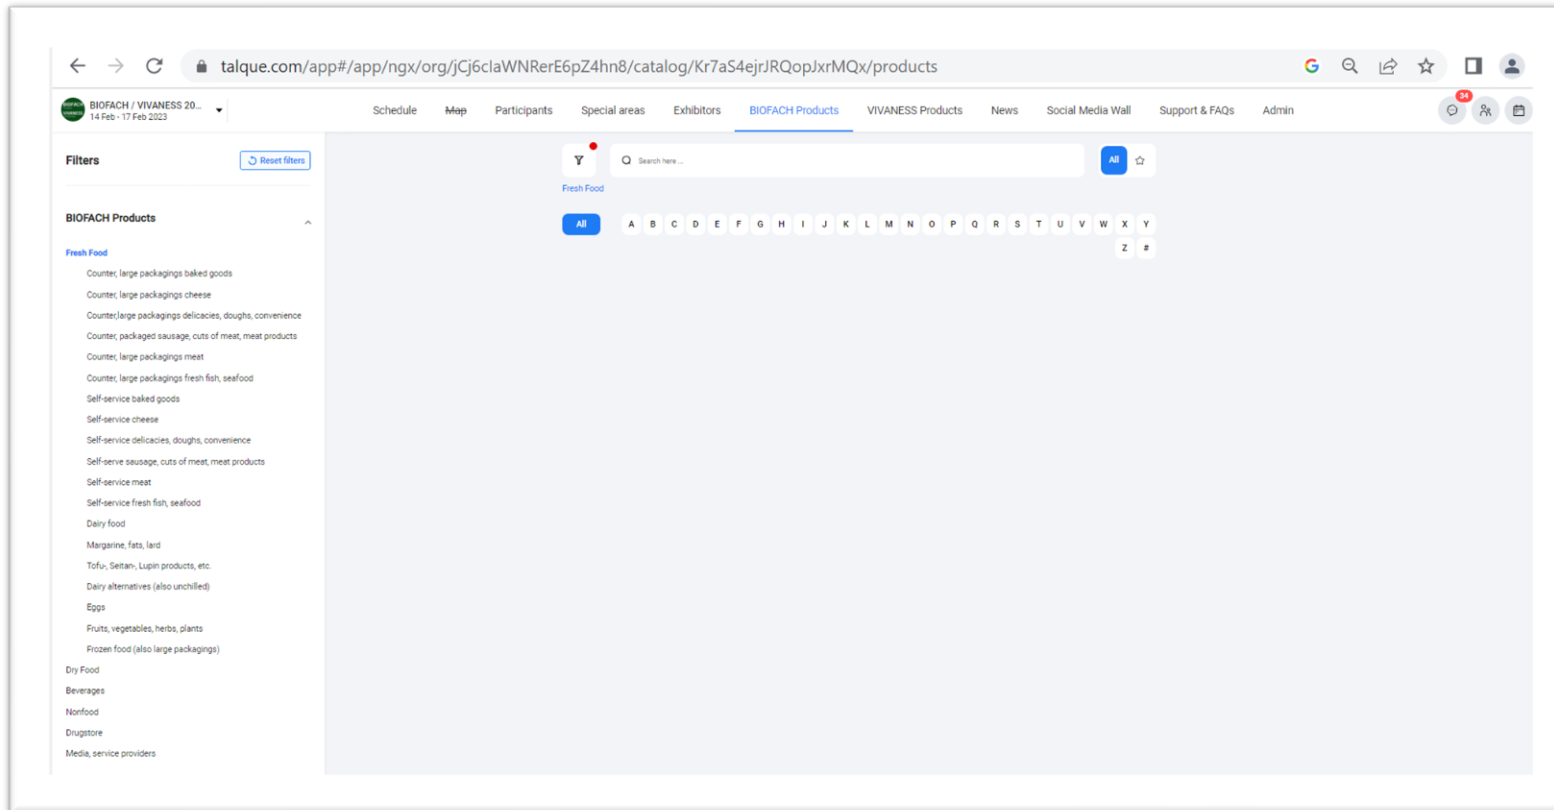 talque.com/app#/app/ngx/org/jCj6claWNRerE6pZ4hn8/catalog/Kr7aS4ejrJRQopJxrMQx/products
BIOFACH / VIVANESS 20...
14 Feb - 17 Feb 2023
Schedule Map Participants Special areas Exhibitors BIOFACH Products VIVANESS Products News Social Media Wall Support & FAQs Admin
34
Filters
Reset filters
Search here ...
All
Fresh Food
All A B C D E F G H I J K L M N O P Q R S T U V W X Y
Z #
BIOFACH Products
Fresh Food
Counter, large packagings baked goods
Counter, large packagings cheese
Counter,large packagings delicacies, doughs, convenience
Counter, packaged sausage, cuts of meat, meat products
Counter, large packagings meat
Counter, large packagings fresh fish, seafood
Self-service baked goods
Self-service cheese
Self-service delicacies, doughs, convenience
Self-serve sausage, cuts of meat, meat products
Self-service meat
Self-service fresh fish, seafood
Dairy food
Margarine, fats, lard
Tofu-, Seitan-, Lupin products, etc.
Dairy alternatives (also unchilled)
Eggs
Fruits, vegetables, herbs, plants
Frozen food (also large packagings)
Dry Food
Beverages
Nonfood
Drugstore
Media, service providers